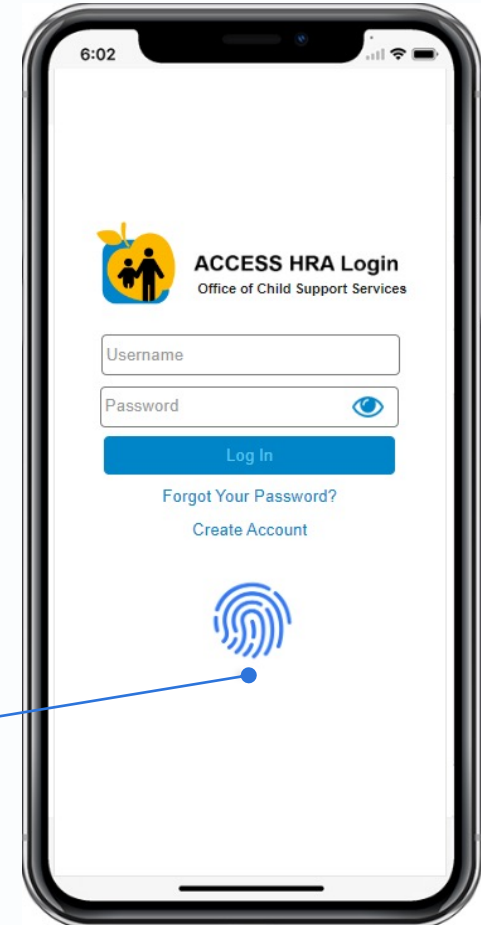 6:02
ACCESS HRA Login
Office of Child Support Services
Username
Password
Log In
Forgot Your Password?
Create Account